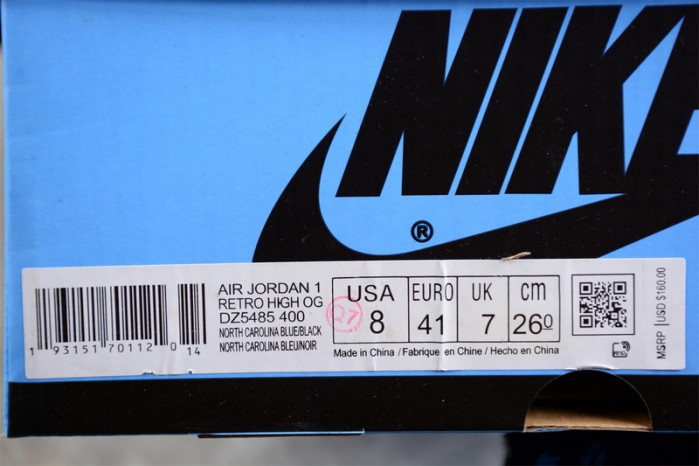 NIKE
®
AIR JORDAN 1
RETRO HIGH OG
DZ5485 400
NORTH CAROLINA BLUE/BLACK
NORTH CAROLINA BLEU/NOIR
1 93151 70112 0 14
27
USA EURO UK cm
8 41 7 26.0
Made in China / Fabriqué en Chine / Hecho en China
MSRP USD $160.00